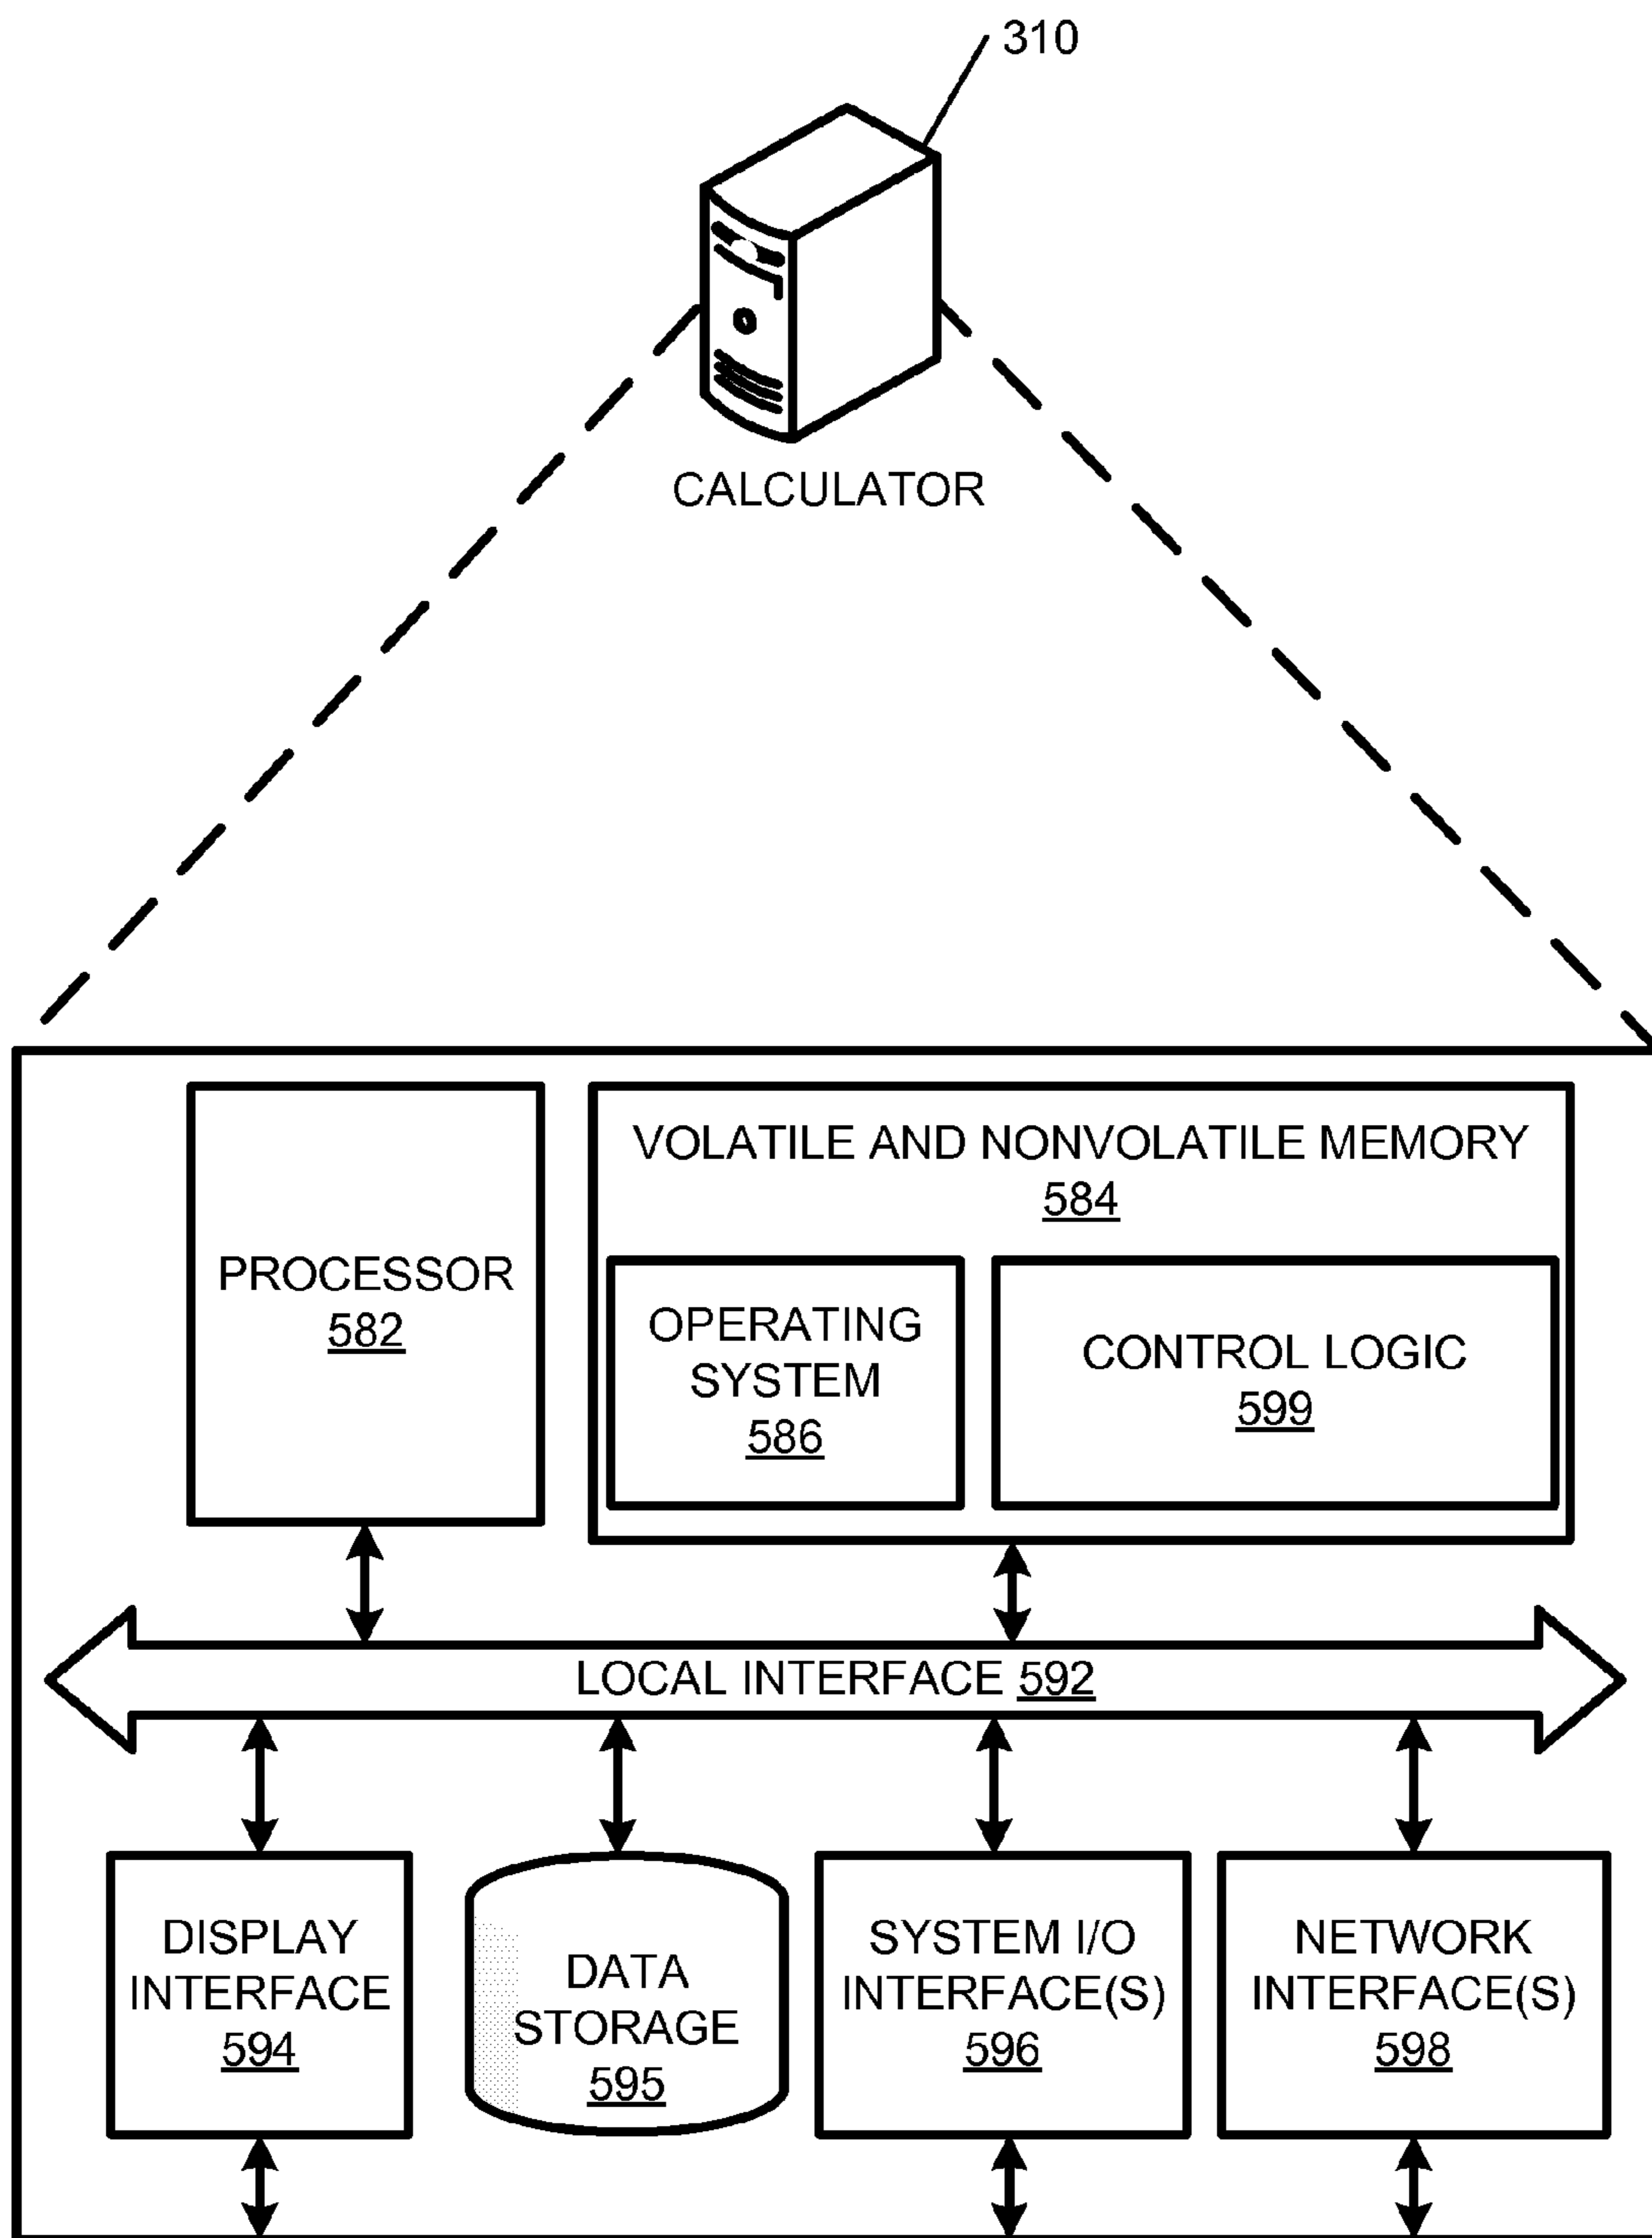 310
CALCULATOR
VOLATILE AND NONVOLATILE MEMORY
584
PROCESSOR
582
OPERATING
SYSTEM
586
CONTROL LOGIC
599
LOCAL INTERFACE 592
DISPLAY
INTERFACE
594
DATA
STORAGE
595
SYSTEM I/O
INTERFACE(S)
596
NETWORK
INTERFACE(S)
598